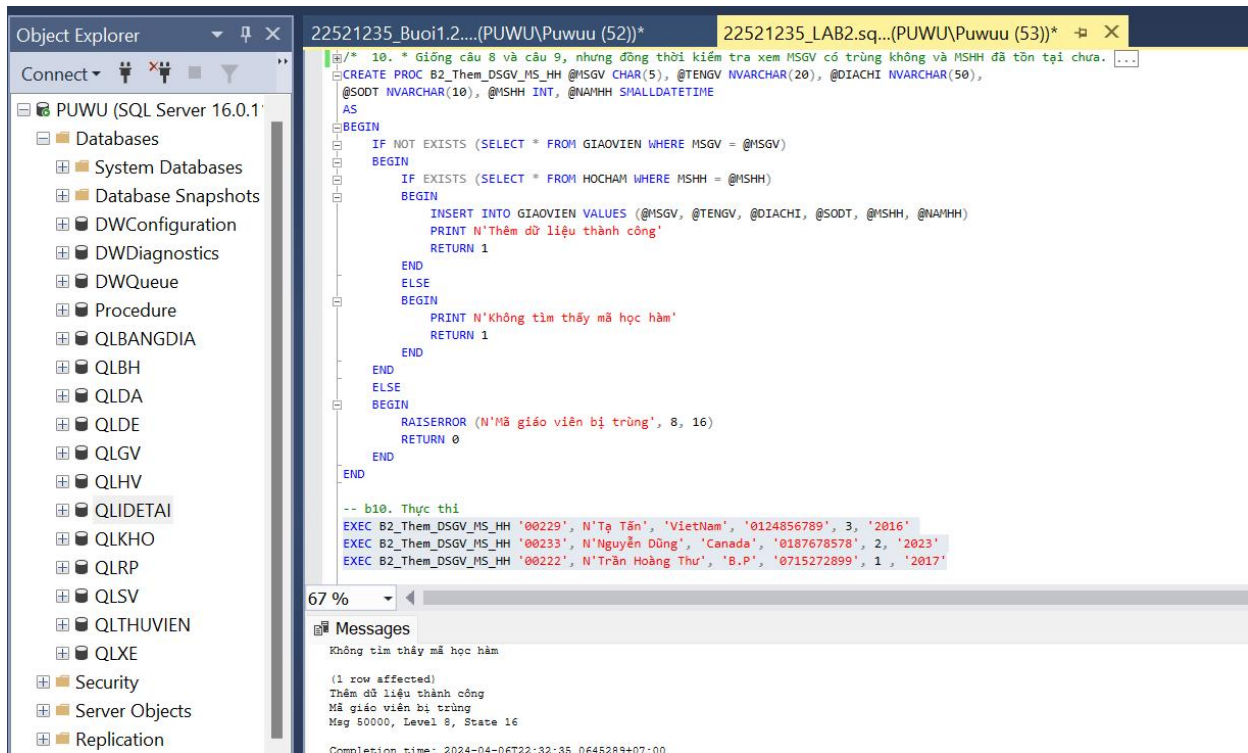 Object Explorer
Connect
PUWU (SQL Server 16.0.1
Databases
System Databases
Database Snapshots
DWConfiguration
DWDiagnostics
DWQueue
Procedure
QLBANGDIA
QLBH
QLDA
QLDE
QLGV
QLHV
QLIDETAI
QLKHO
QLRP
QLSV
QLTHUVIEN
QLXE
Security
Server Objects
Replication
22521235_Buoi1.2....(PUWU\Puwuu (52))*
22521235_LAB2.sq...(PUWU\Puwuu (53))*
/* 10. * Giống câu 8 và câu 9, nhưng đồng thời kiểm tra xem MSGV có trùng không và MSHH đã tồn tại chưa. ...
CREATE PROC B2_Them_DSGV_MS_HH @MSGV CHAR(5), @TENGV NVARCHAR(20), @DIACHI NVARCHAR(50),
@SODT NVARCHAR(10), @MSHH INT, @NAMHH SMALLDATETIME
AS
BEGIN
IF NOT EXISTS (SELECT * FROM GIAOVIEN WHERE MSGV = @MSGV)
BEGIN
IF EXISTS (SELECT * FROM HOCHAM WHERE MSHH = @MSHH)
BEGIN
INSERT INTO GIAOVIEN VALUES (@MSGV, @TENGV, @DIACHI, @SODT, @MSHH, @NAMHH)
PRINT N'Thêm dữ liệu thành công'
RETURN 1
END
ELSE
BEGIN
PRINT N'Không tìm thấy mã học hàm'
RETURN 1
END
END
ELSE
BEGIN
RAISERROR (N'Mã giáo viên bị trùng', 8, 16)
RETURN 0
END
END
-- b10. Thực thi
EXEC B2_Them_DSGV_MS_HH '00229', N'Tạ Tấn', 'VietNam', '0124856789', 3, '2016'
EXEC B2_Them_DSGV_MS_HH '00233', N'Nguyễn Dũng', 'Canada', '0187678578', 2, '2023'
EXEC B2_Them_DSGV_MS_HH '00222', N'Trần Hoàng Thư', 'B.P', '0715272899', 1 , '2017'
67 %
Messages
Không tìm thấy mã học hàm
(1 row affected)
Thêm dữ liệu thành công
Mã giáo viên bị trùng
Msg 50000, Level 8, State 16
Completion time: 2024-04-06T22:32:35.0645289+07:00